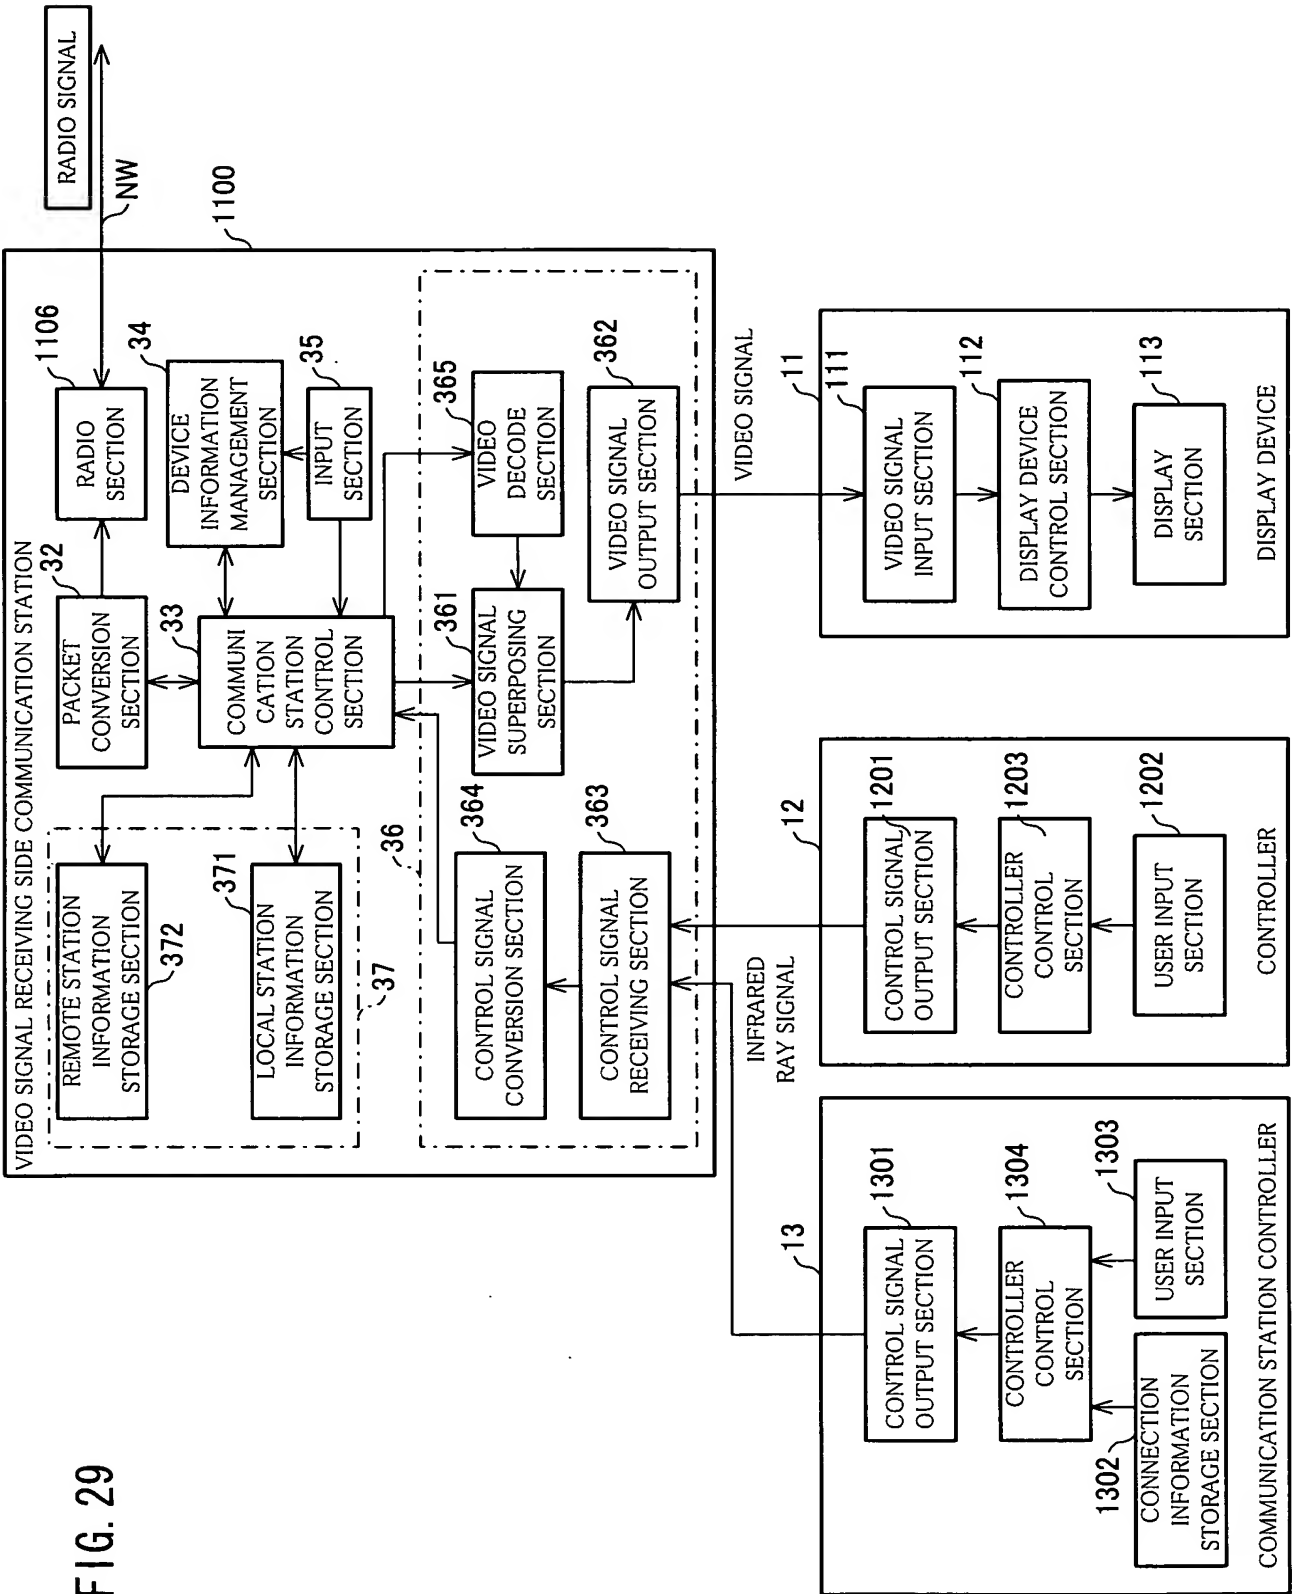 FIG. 29
VIDEO SIGNAL RECEIVING SIDE COMMUNICATION STATION
1100
RADIO SIGNAL
NW
REMOTE STATION
INFORMATION
STORAGE SECTION
372
LOCAL STATION
INFORMATION
STORAGE SECTION
371
37
PACKET
CONVERSION
SECTION
32
RADIO
SECTION
1106
COMMUNI
CATION
STATION
CONTROL
SECTION
33
DEVICE
INFORMATION
MANAGEMENT
SECTION
34
INPUT
SECTION
35
36
CONTROL SIGNAL
CONVERSION SECTION
364
CONTROL SIGNAL
RECEIVING SECTION
363
VIDEO SIGNAL
SUPERPOSING
SECTION
361
VIDEO
DECODE
SECTION
365
VIDEO SIGNAL
OUTPUT SECTION
362
INFRARED
RAY SIGNAL
VIDEO SIGNAL
13
CONTROL SIGNAL
OUTPUT SECTION
1301
CONTROLLER
CONTROL
SECTION
1304
CONNECTION
INFORMATION
STORAGE SECTION
1302
USER INPUT
SECTION
1303
COMMUNICATION STATION CONTROLLER
12
CONTROL SIGNAL
OUTPUT SECTION
1201
CONTROLLER
CONTROL
SECTION
1203
USER INPUT
SECTION
1202
CONTROLLER
11
VIDEO SIGNAL
INPUT SECTION
111
DISPLAY DEVICE
CONTROL SECTION
112
DISPLAY
SECTION
113
DISPLAY DEVICE